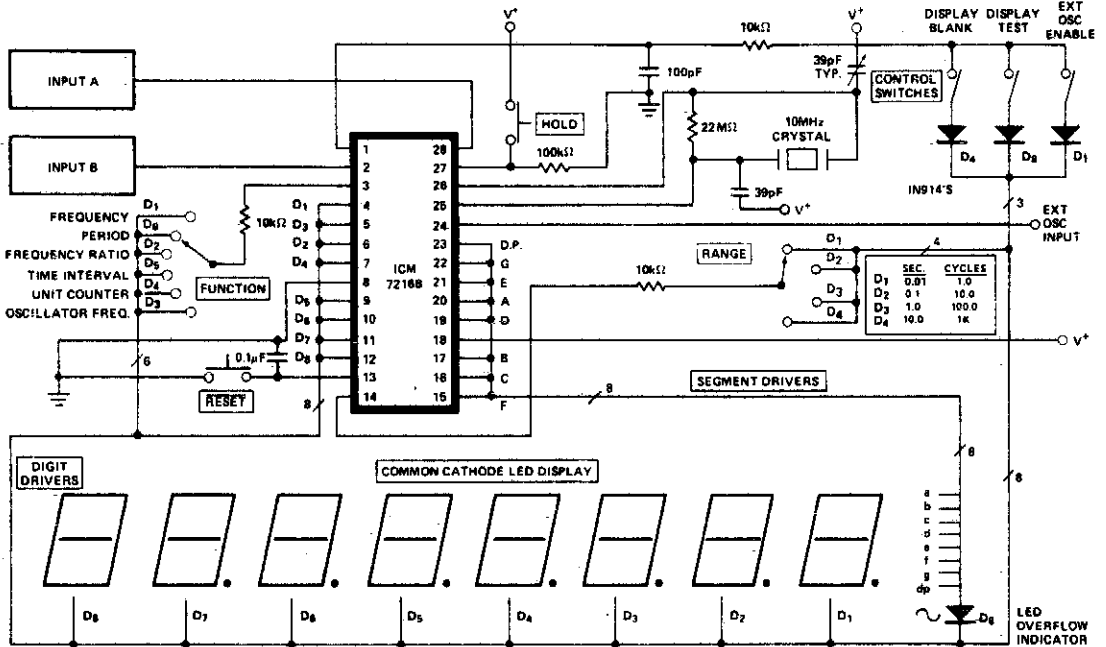 V+
V+
DISPLAY BLANK
DISPLAY TEST
EXT OSC ENABLE
10kΩ
39pF TYP.
100pF
CONTROL SWITCHES
INPUT A
INPUT B
HOLD
22MΩ
10MHz CRYSTAL
100kΩ
39pF
V+
D4
D8
D1
IN914'S
3
1
2
3
4
5
6
7
8
9
10
11
12
13
14
ICM 7216B
28
27
26
25
24
23
22
21
20
19
18
17
16
15
10kΩ
D1
D3
D2
D4
D5
D6
D7
D8
FREQUENCY
PERIOD
FREQUENCY RATIO
TIME INTERVAL
UNIT COUNTER
OSCILLATOR FREQ.
D1
D8
D2
D5
D4
D3
FUNCTION
6
0.1µF
RESET
8
D.P.
G
E
A
D
B
C
F
EXT OSC INPUT
RANGE
10kΩ
D1
D2
D3
D4
4
SEC. CYCLES
D1 0.01 1.0
D2 0.1 10.0
D3 1.0 100.0
D4 10.0 1K
V+
SEGMENT DRIVERS
8
8
8
DIGIT DRIVERS
COMMON CATHODE LED DISPLAY
a
b
c
d
e
f
g
dp
D8
D7
D6
D5
D4
D3
D2
D1
D8
LED OVERFLOW INDICATOR